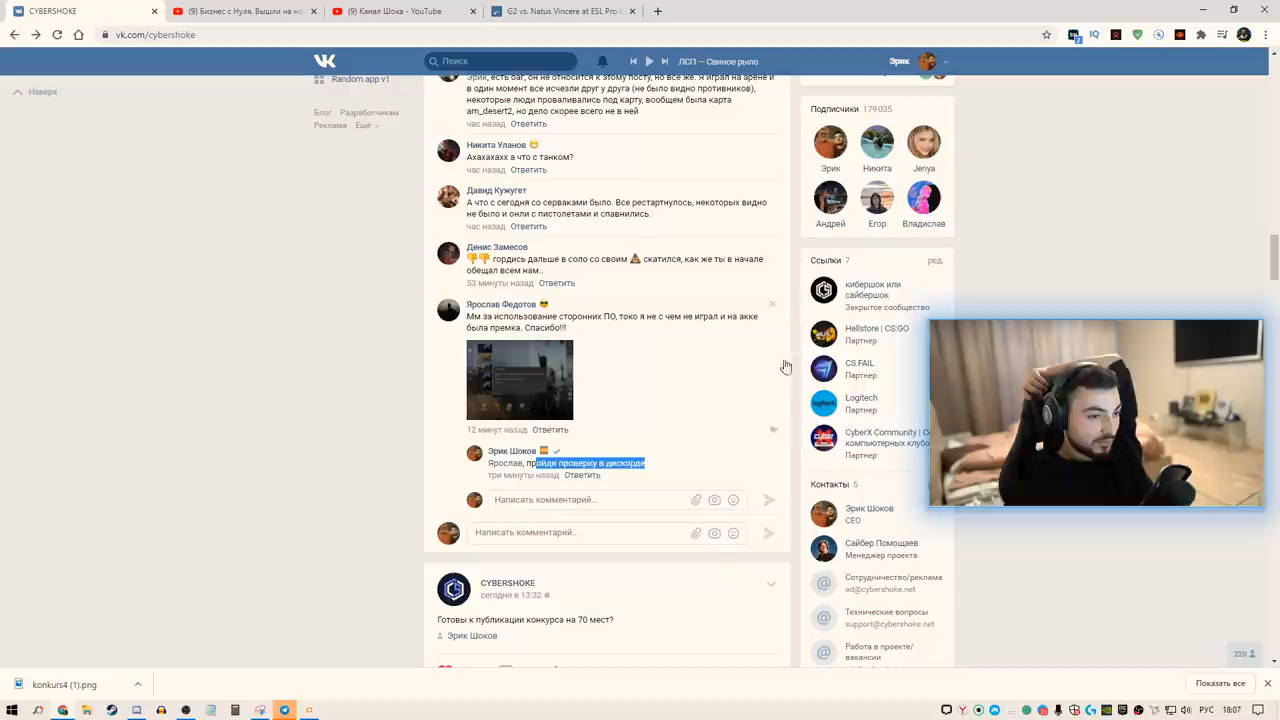 CYBERSHOKE
(9) Бизнес с Нуля. Вышли на нос
(9) Канал Шока - YouTube
G2 vs. Natus Vincere at ESL Pro L
vk.com/cybershoke
Поиск
ЛСП — Свиное рыло
Эрик
Random.app v1
Наверх
Блог Разработчикам
Реклама Ещё
Эрик, есть баг, он не относится к этому посту, но все же. Я играл на арене и
в один момент все исчезли друг у друга (не было видно противников),
некоторые люди проваливались под карту, вообщем была карта
am_desert2, но дело скорее всего не в ней
час назад Ответить
Никита Уланов
Ахахахахх а что с танком?
час назад Ответить
Давид Кужугет
А что с сегодня со серваками было. Все рестартнулось, некоторых видно
не было и онли с пистолетами и спавнились.
час назад Ответить
Денис Замесов
👎👎 гордись дальше в соло со своим 💩 скатился, как же ты в начале
обещал всем нам..
53 минуты назад Ответить
Ярослав Федотов
Мм за использование сторонних ПО, токо я не с чем не играл и на акке
была премка. Спасибо!!!
12 минут назад Ответить
Эрик Шоков
Ярослав, пройди проверку в дискорде
три минуты назад Ответить
Написать комментарий...
Написать комментарий...
CYBERSHOKE
сегодня в 13:32
Готовы к публикации конкурса на 70 мест?
Эрик Шоков
Подписчики 179 035
Эрик Никита Jenya
Андрей Егор Владислав
Ссылки 7 ред.
кибершок или
сайбершок
Закрытое сообщество
Hellstore | CS:GO
Партнер
CS.FAIL
Партнер
Logitech
Партнер
CyberX Community | Се
компьютерных клубо
Партнер
Контакты 5
Эрик Шоков
CEO
Сайбер Помощаев
Менеджер проекта
Сотрудничество/реклама
ad@cybershoke.net
Технические вопросы
support@cybershoke.net
Работа в проекте/
вакансии
220
konkurs4 (1).png
Показать все
РУС 18:07